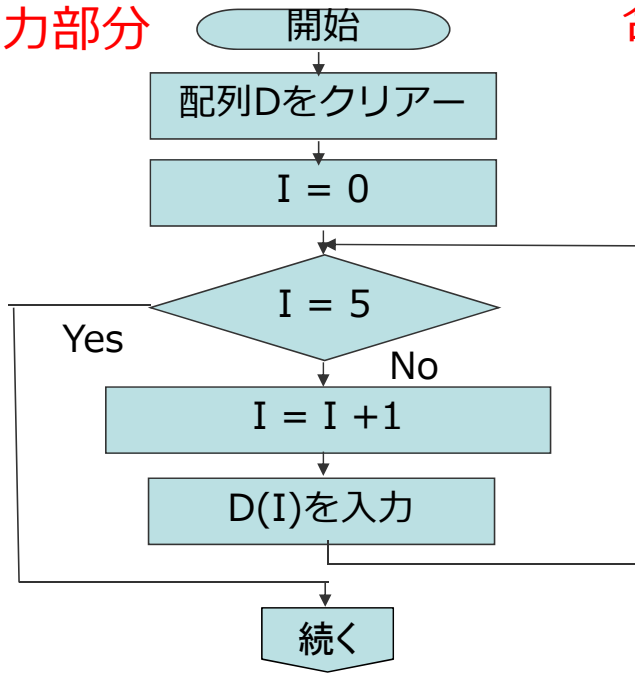 力部分
開始
配列Dをクリアー
I = 0
I = 5
Yes
No
I = I +1
D(I)を入力
続く